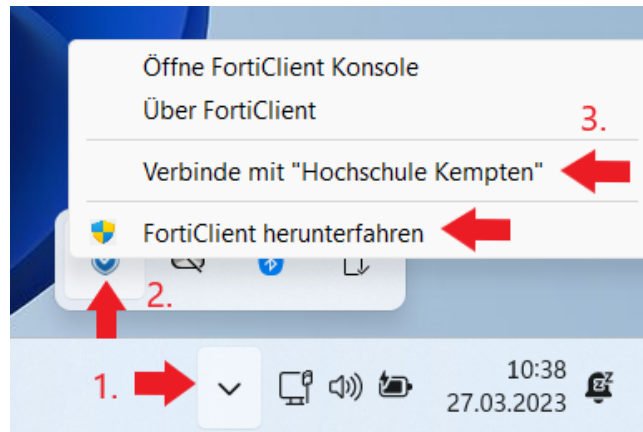 Öffne FortiClient Konsole
Über FortiClient
3.
Verbinde mit "Hochschule Kempten"
FortiClient herunterfahren
2.
1.
10:38
27.03.2023
zz